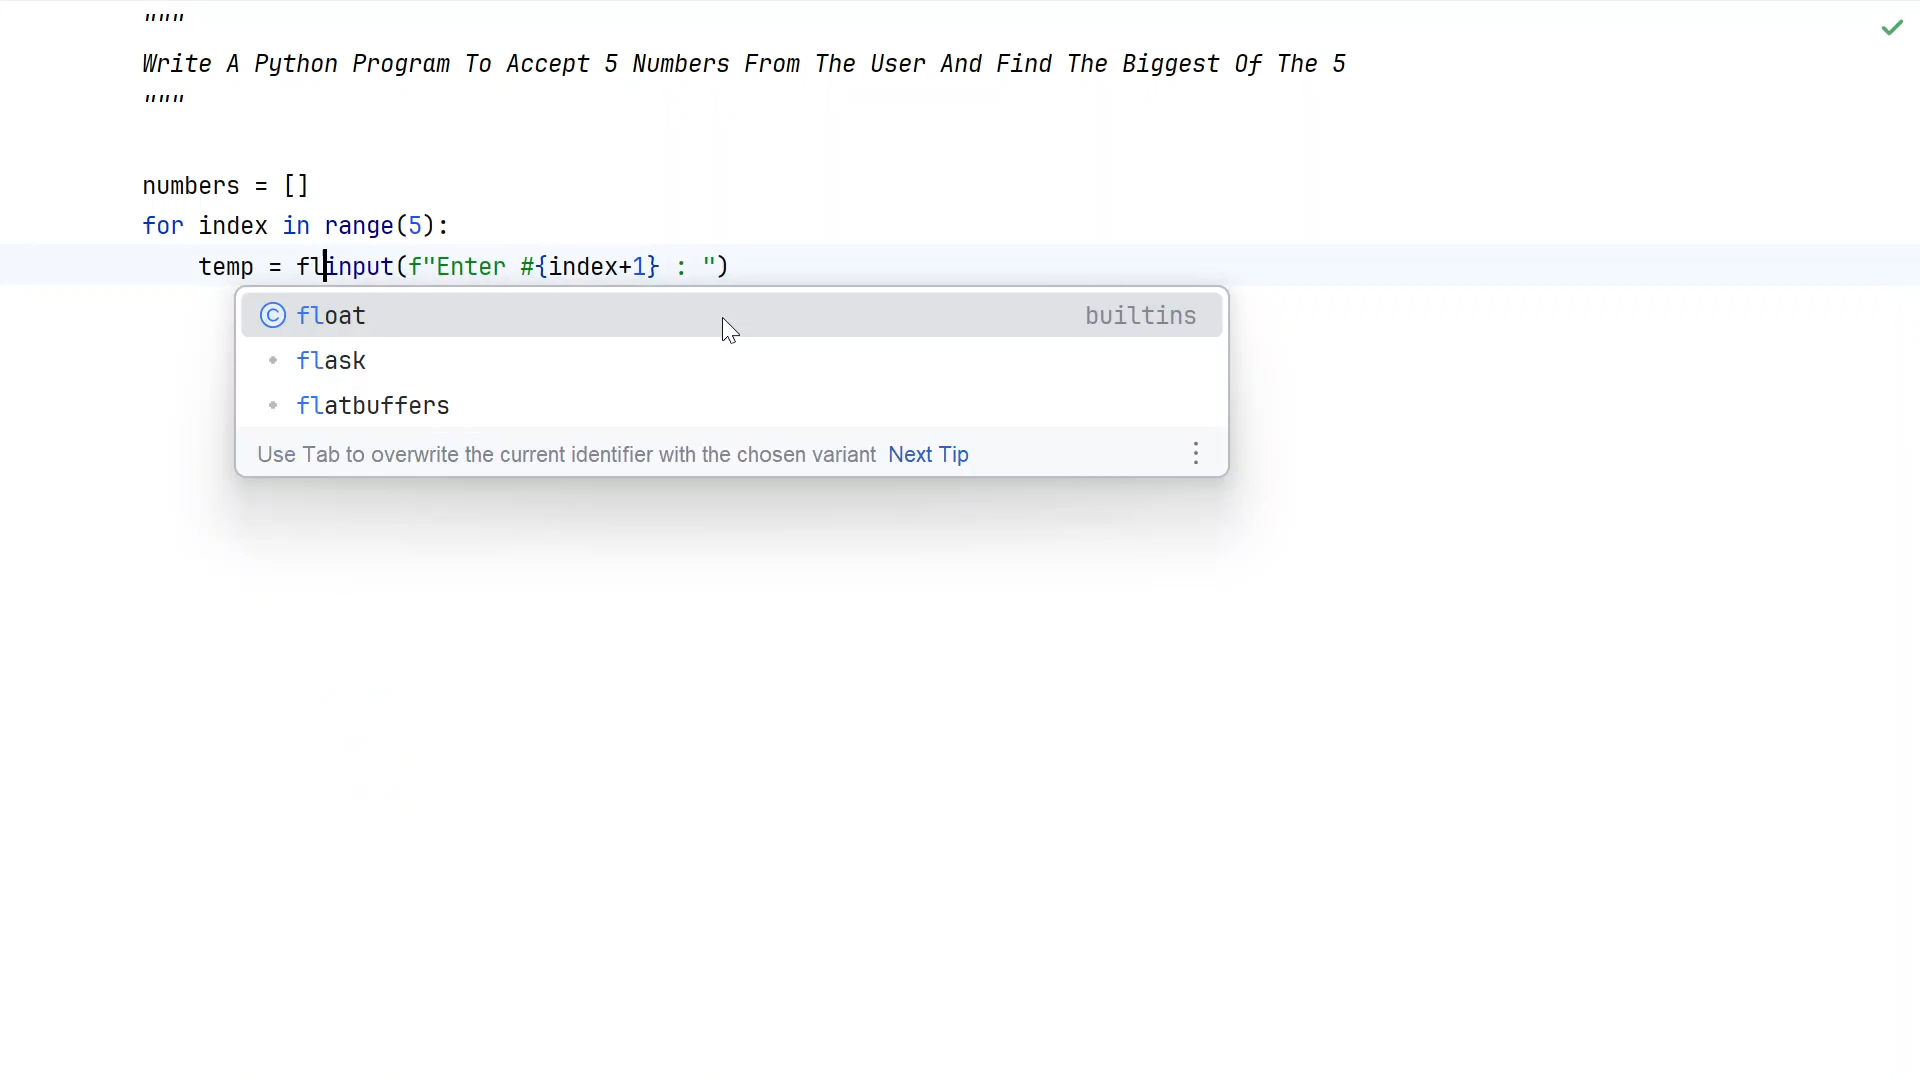 """
Write A Python Program To Accept 5 Numbers From The User And Find The Biggest Of The 5
"""
numbers = []
for index in range(5):
temp = flinput(f"Enter #{index+1} : ")
float builtins
flask
flatbuffers
Use Tab to overwrite the current identifier with the chosen variant Next Tip